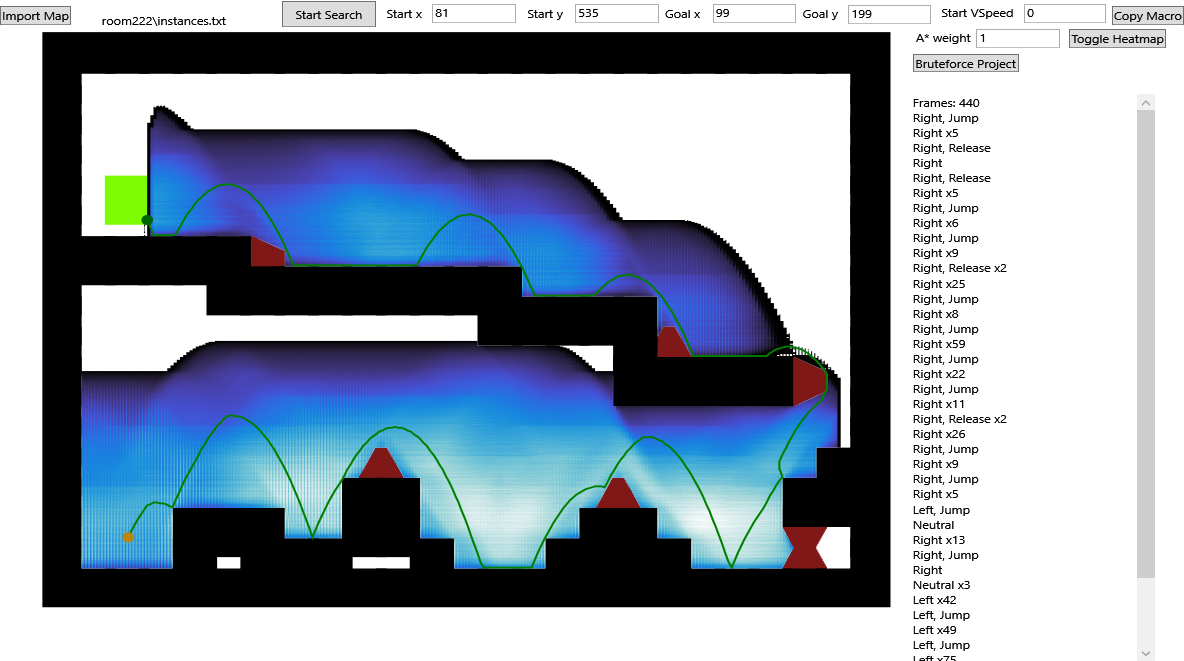 Import Map
room222\instances.txt
Start Search
Start x 81
Start y 535
Goal x 99
Goal y 199
Start VSpeed 0
Copy Macro
A* weight 1
Toggle Heatmap
Bruteforce Project
Frames: 440
Right, Jump
Right x5
Right, Release
Right
Right, Release
Right x5
Right, Jump
Right x6
Right, Jump
Right x9
Right, Release x2
Right x25
Right, Jump
Right x8
Right, Jump
Right x59
Right, Jump
Right x22
Right, Jump
Right x11
Right, Release x2
Right x26
Right, Jump
Right x9
Right, Jump
Right x5
Left, Jump
Neutral
Right x13
Right, Jump
Right
Neutral x3
Left x42
Left, Jump
Left x49
Left, Jump
Left x75